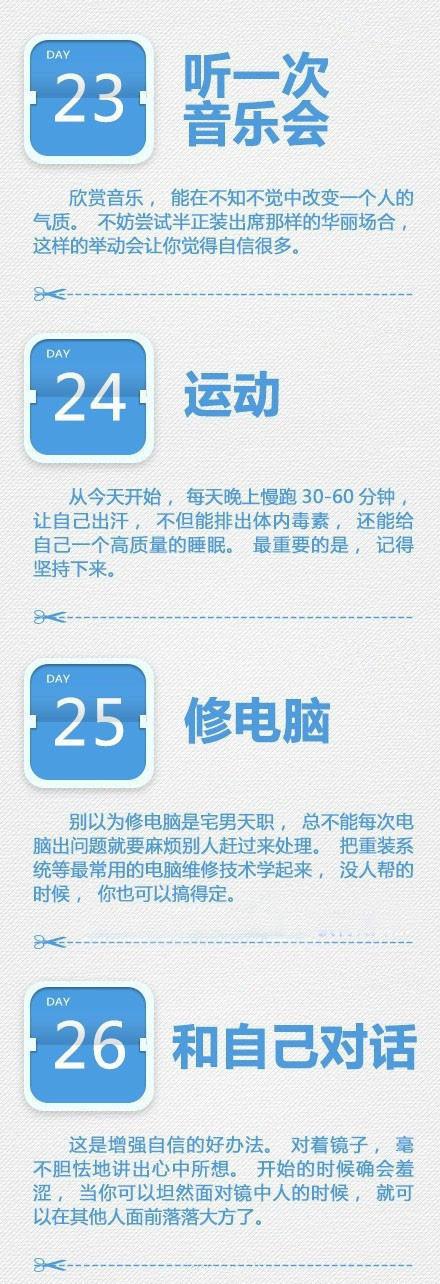 DAY
23
听一次
音乐会
欣赏音乐，能在不知不觉中改变一个人的
气质。不妨尝试半正装出席那样的华丽场合，
这样的举动会让你觉得自信很多。
DAY
24
运动
从今天开始，每天晚上慢跑30-60分钟，
让自己出汗，不但能排出体内毒素，还能给
自己一个高质量的睡眠。最重要的是，记得
坚持下来。
DAY
25
修电脑
别以为修电脑是宅男天职，总不能每次电
脑出问题就要麻烦别人赶过来处理。把重装系
统等最常用的电脑维修技术学起来，没人帮的
时候，你也可以搞得定。
DAY
26
和自己对话
这是增强自信的好办法。对着镜子，毫
不胆怯地讲出心中所想。开始的时候确会羞
涩，当你可以坦然面对镜中人的时候，就可
以在其他人面前落落大方了。